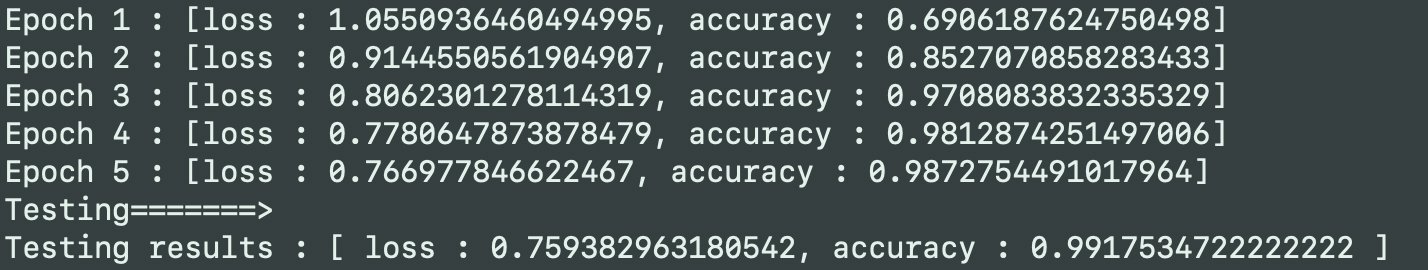 Epoch 1 : [loss : 1.0550936460494995, accuracy : 0.6906187624750498]
Epoch 2 : [loss : 0.9144550561904907, accuracy : 0.8527070858283433]
Epoch 3 : [loss : 0.8062301278114319, accuracy : 0.9708083832335329]
Epoch 4 : [loss : 0.7780647873878479, accuracy : 0.9812874251497006]
Epoch 5 : [loss : 0.766977846622467, accuracy : 0.9872754491017964]
Testing=======>
Testing results : [ loss : 0.759382963180542, accuracy : 0.9917534722222222 ]